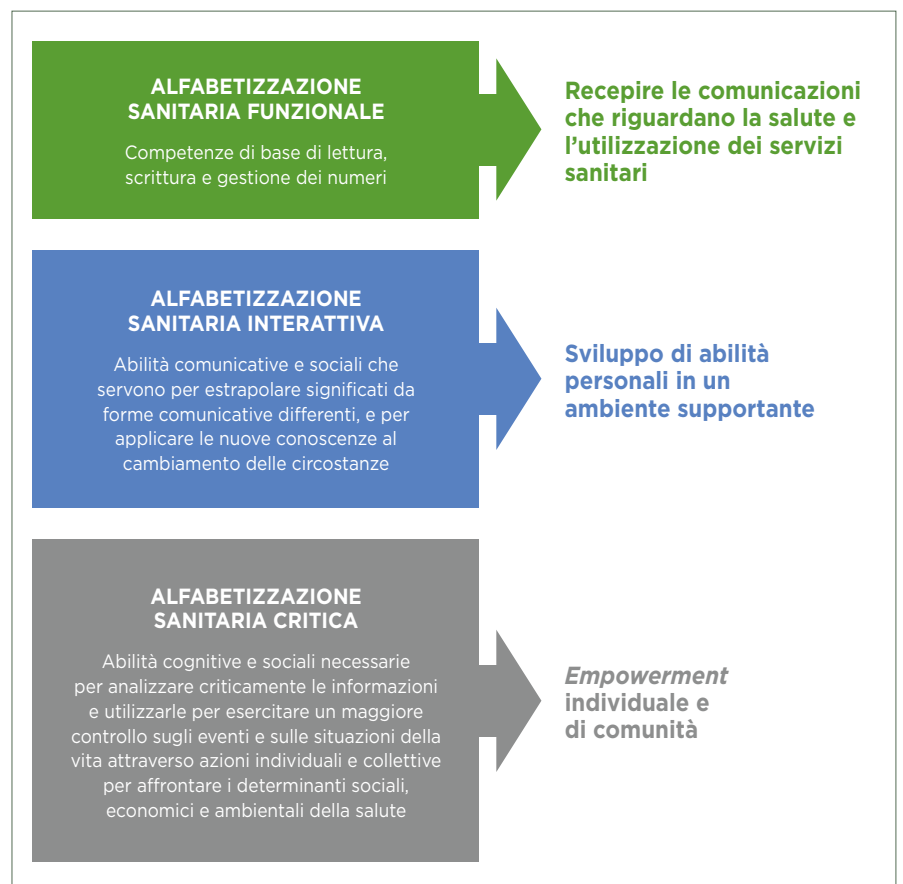 ALFABETIZZAZIONE
SANITARIA FUNZIONALE
Competenze di base di lettura,
scrittura e gestione dei numeri
Recepire le comunicazioni
che riguardano la salute e
l’utilizzazione dei servizi
sanitari
ALFABETIZZAZIONE
SANITARIA INTERATTIVA
Abilità comunicative e sociali che
servono per estrapolare significati da
forme comunicative differenti, e per
applicare le nuove conoscenze al
cambiamento delle circostanze
Sviluppo di abilità
personali in un
ambiente supportante
ALFABETIZZAZIONE
SANITARIA CRITICA
Abilità cognitive e sociali necessarie
per analizzare criticamente le informazioni
e utilizzarle per esercitare un maggiore
controllo sugli eventi e sulle situazioni della
vita attraverso azioni individuali e collettive
per affrontare i determinanti sociali,
economici e ambientali della salute
Empowerment
individuale e
di comunità